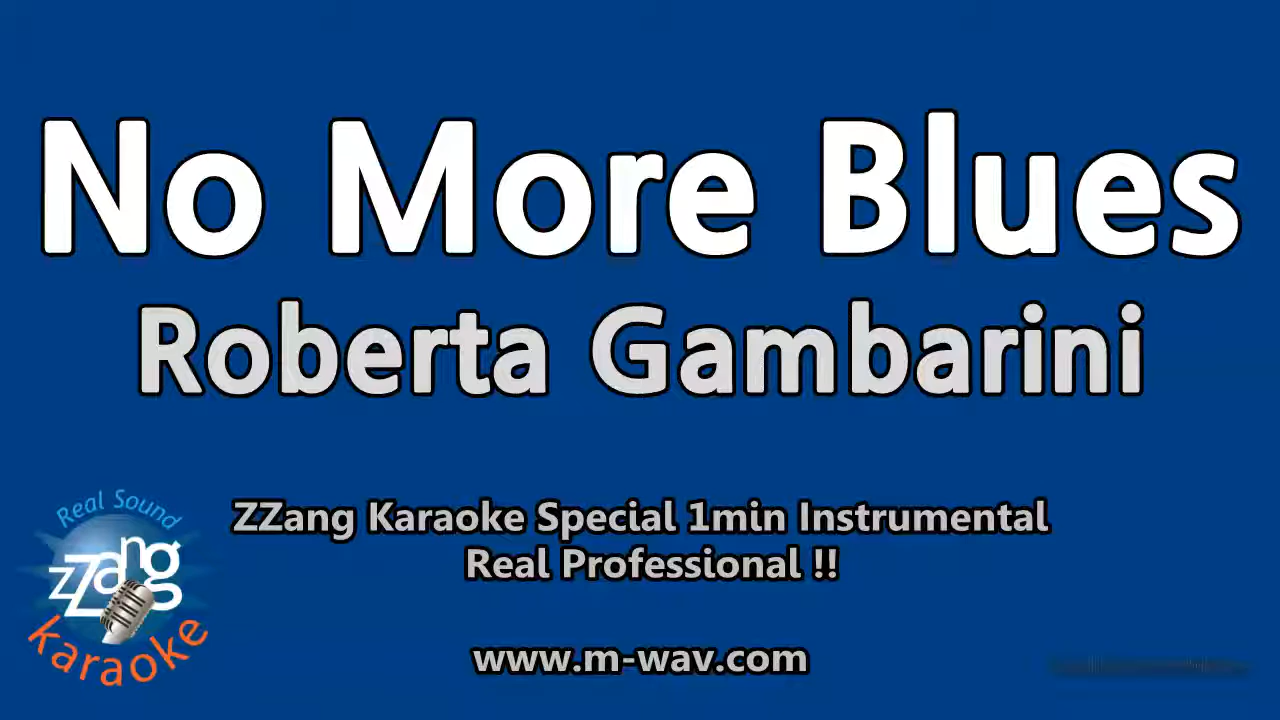 No More Blues
Roberta Gambarini
Real Sound
zZang
karaoke
ZZang Karaoke Special 1min Instrumental
Real Professional !!
www.m-wav.com